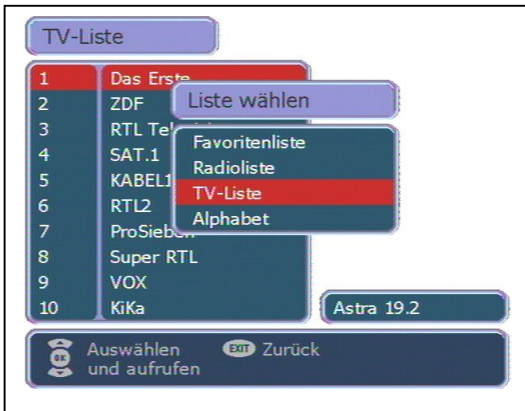 TV-Liste
1 Das Erste
2 ZDF
3 RTL
4 SAT.1
5 KABEL1
6 RTL2
7 ProSieben
8 Super RTL
9 VOX
10 KiKa
Liste wählen
Favoritenliste
Radioliste
TV-Liste
Alphabet
Astra 19.2
OK Auswählen
und aufrufen
EXIT Zurück